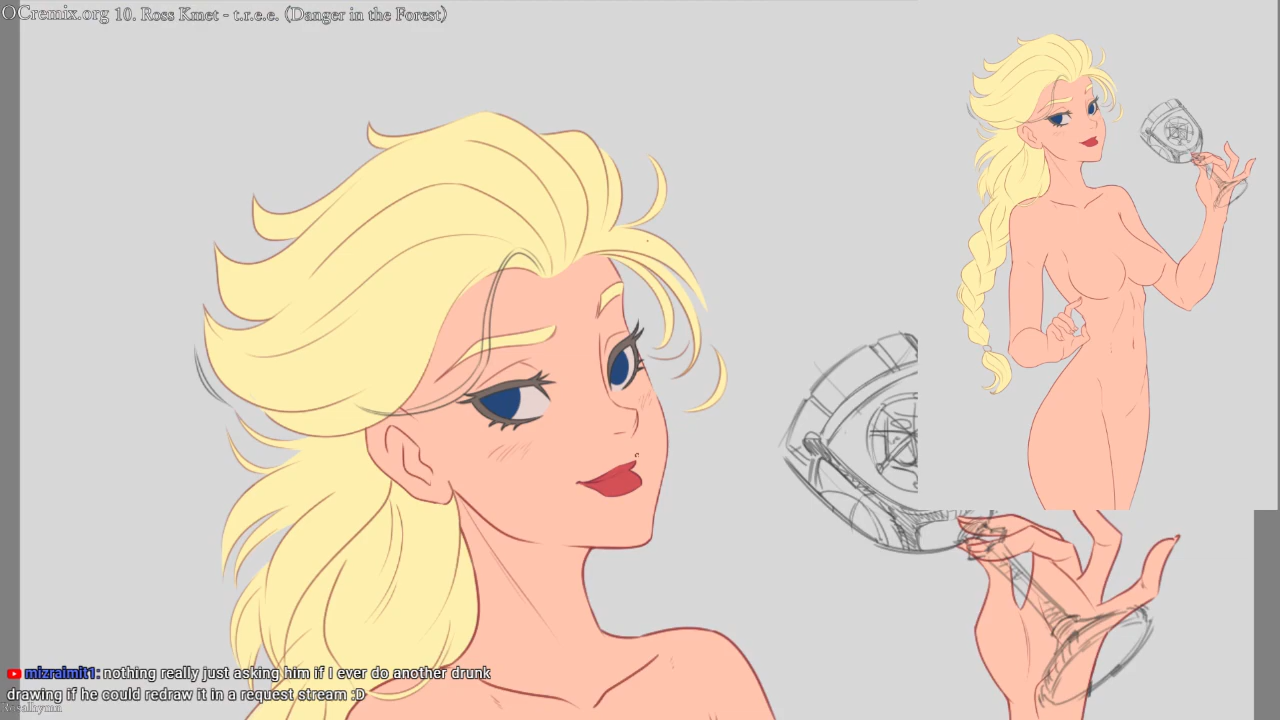 OCremix.org 10. Ross Kmet - t.r.e.e. (Danger in the Forest)
mizraimit1: nothing really just asking him if I ever do another drunk
drawing if he could redraw it in a request stream :D